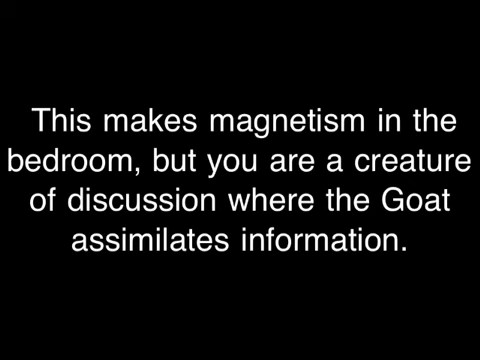 This makes magnetism in the
bedroom, but you are a creature
of discussion where the Goat
assimilates information.